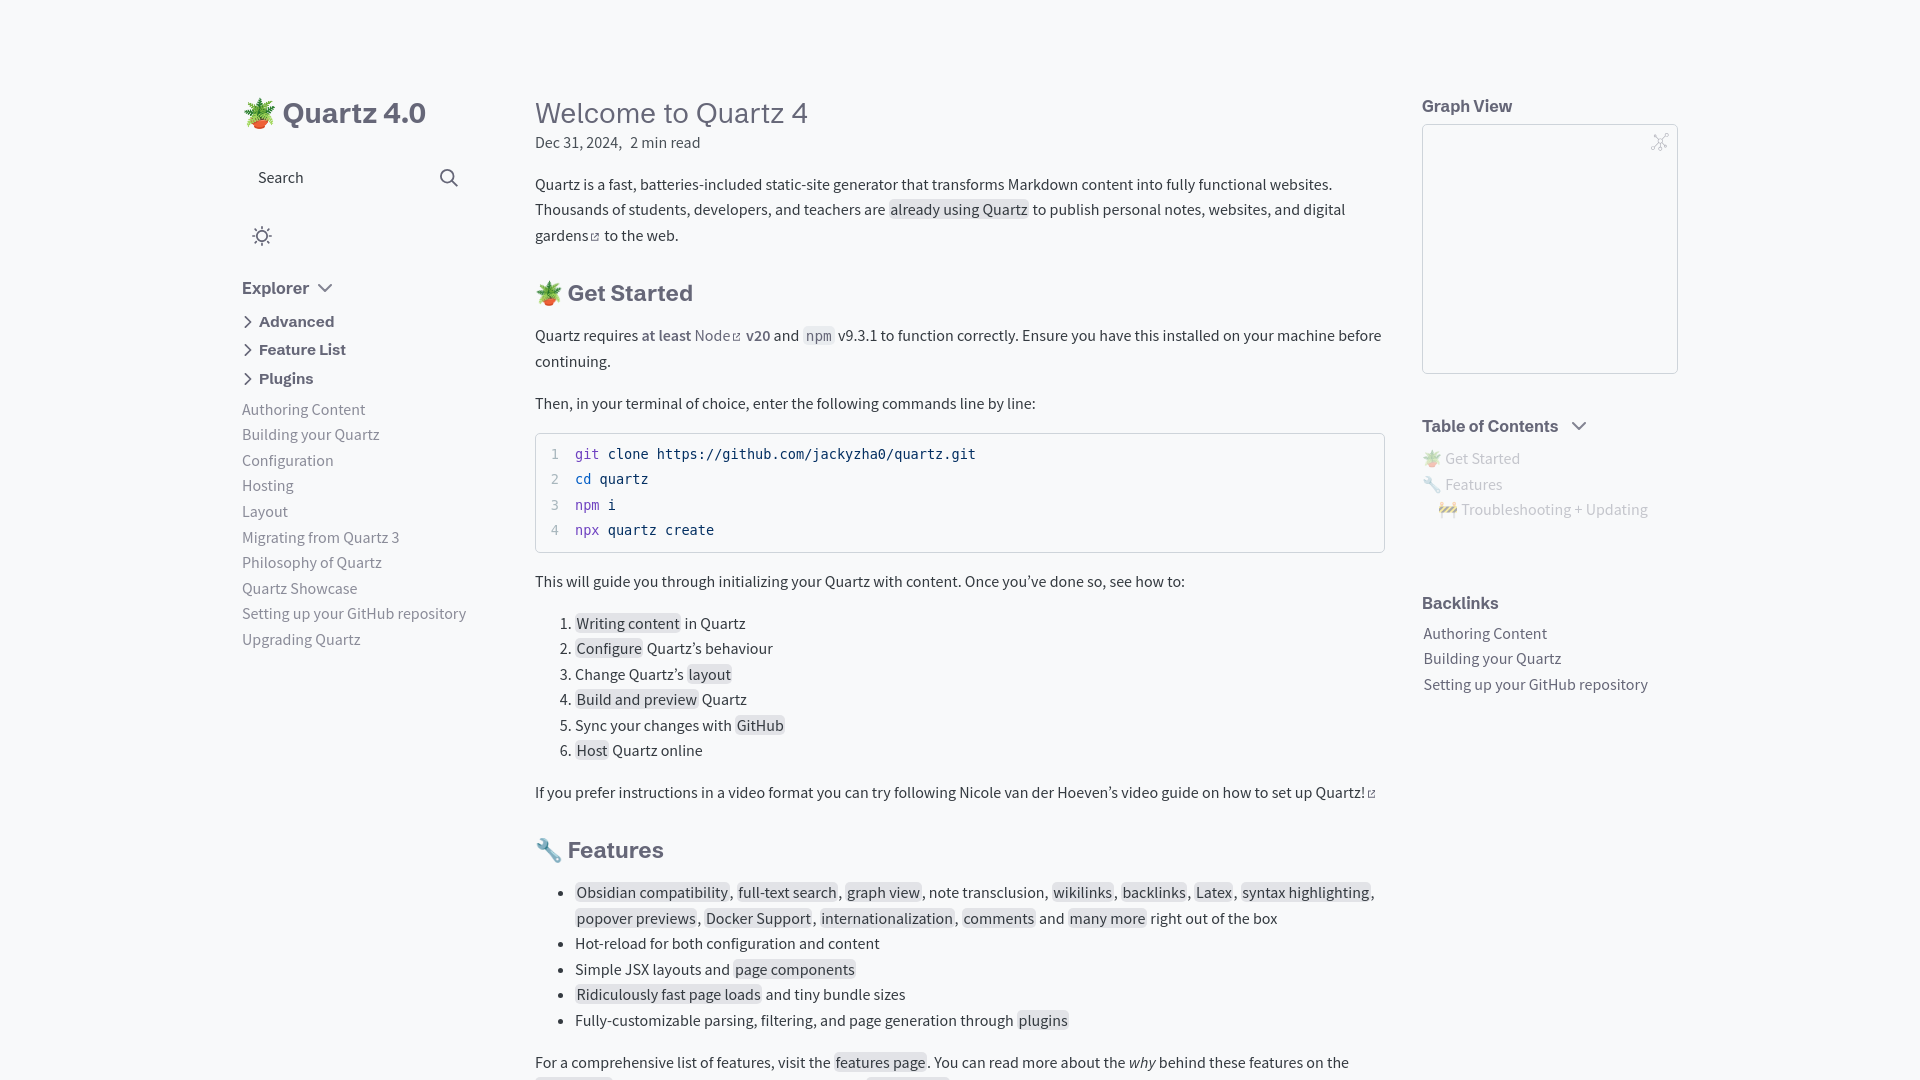 🪴 Quartz 4.0
Search
Explorer
Advanced
Feature List
Plugins
Authoring Content
Building your Quartz
Configuration
Hosting
Layout
Migrating from Quartz 3
Philosophy of Quartz
Quartz Showcase
Setting up your GitHub repository
Upgrading Quartz
Welcome to Quartz 4
Dec 31, 2024, 2 min read
Quartz is a fast, batteries-included static-site generator that transforms Markdown content into fully functional websites.
Thousands of students, developers, and teachers are already using Quartz to publish personal notes, websites, and digital
gardens to the web.
🪴 Get Started
Quartz requires at least Node v20 and npm v9.3.1 to function correctly. Ensure you have this installed on your machine before
continuing.
Then, in your terminal of choice, enter the following commands line by line:
1 git clone https://github.com/jackyzha0/quartz.git
2 cd quartz
3 npm i
4 npx quartz create
This will guide you through initializing your Quartz with content. Once you’ve done so, see how to:
1. Writing content in Quartz
2. Configure Quartz’s behaviour
3. Change Quartz’s layout
4. Build and preview Quartz
5. Sync your changes with GitHub
6. Host Quartz online
If you prefer instructions in a video format you can try following Nicole van der Hoeven’s video guide on how to set up Quartz!
🔧 Features
• Obsidian compatibility, full-text search, graph view, note transclusion, wikilinks, backlinks, Latex, syntax highlighting,
popover previews, Docker Support, internationalization, comments and many more right out of the box
• Hot-reload for both configuration and content
• Simple JSX layouts and page components
• Ridiculously fast page loads and tiny bundle sizes
• Fully-customizable parsing, filtering, and page generation through plugins
For a comprehensive list of features, visit the features page. You can read more about the why behind these features on the
Graph View
Table of Contents
🪴 Get Started
🔧 Features
🚧 Troubleshooting + Updating
Backlinks
Authoring Content
Building your Quartz
Setting up your GitHub repository